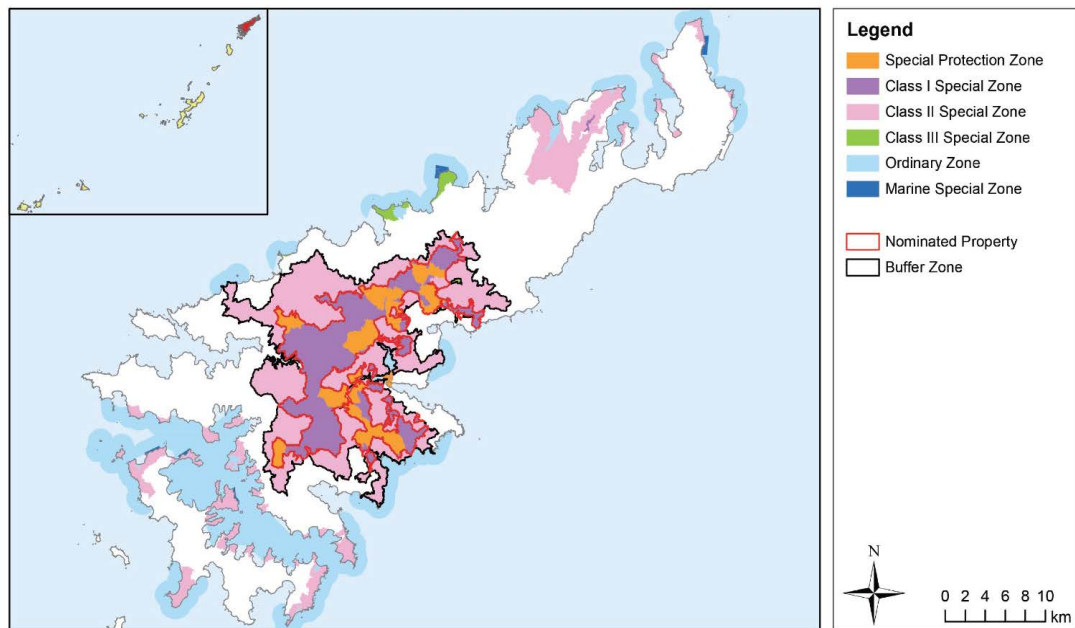 Legend
Special Protection Zone
Class I Special Zone
Class II Special Zone
Class III Special Zone
Ordinary Zone
Marine Special Zone
Nominated Property
Buffer Zone
N
0 2 4 6 8 10
km